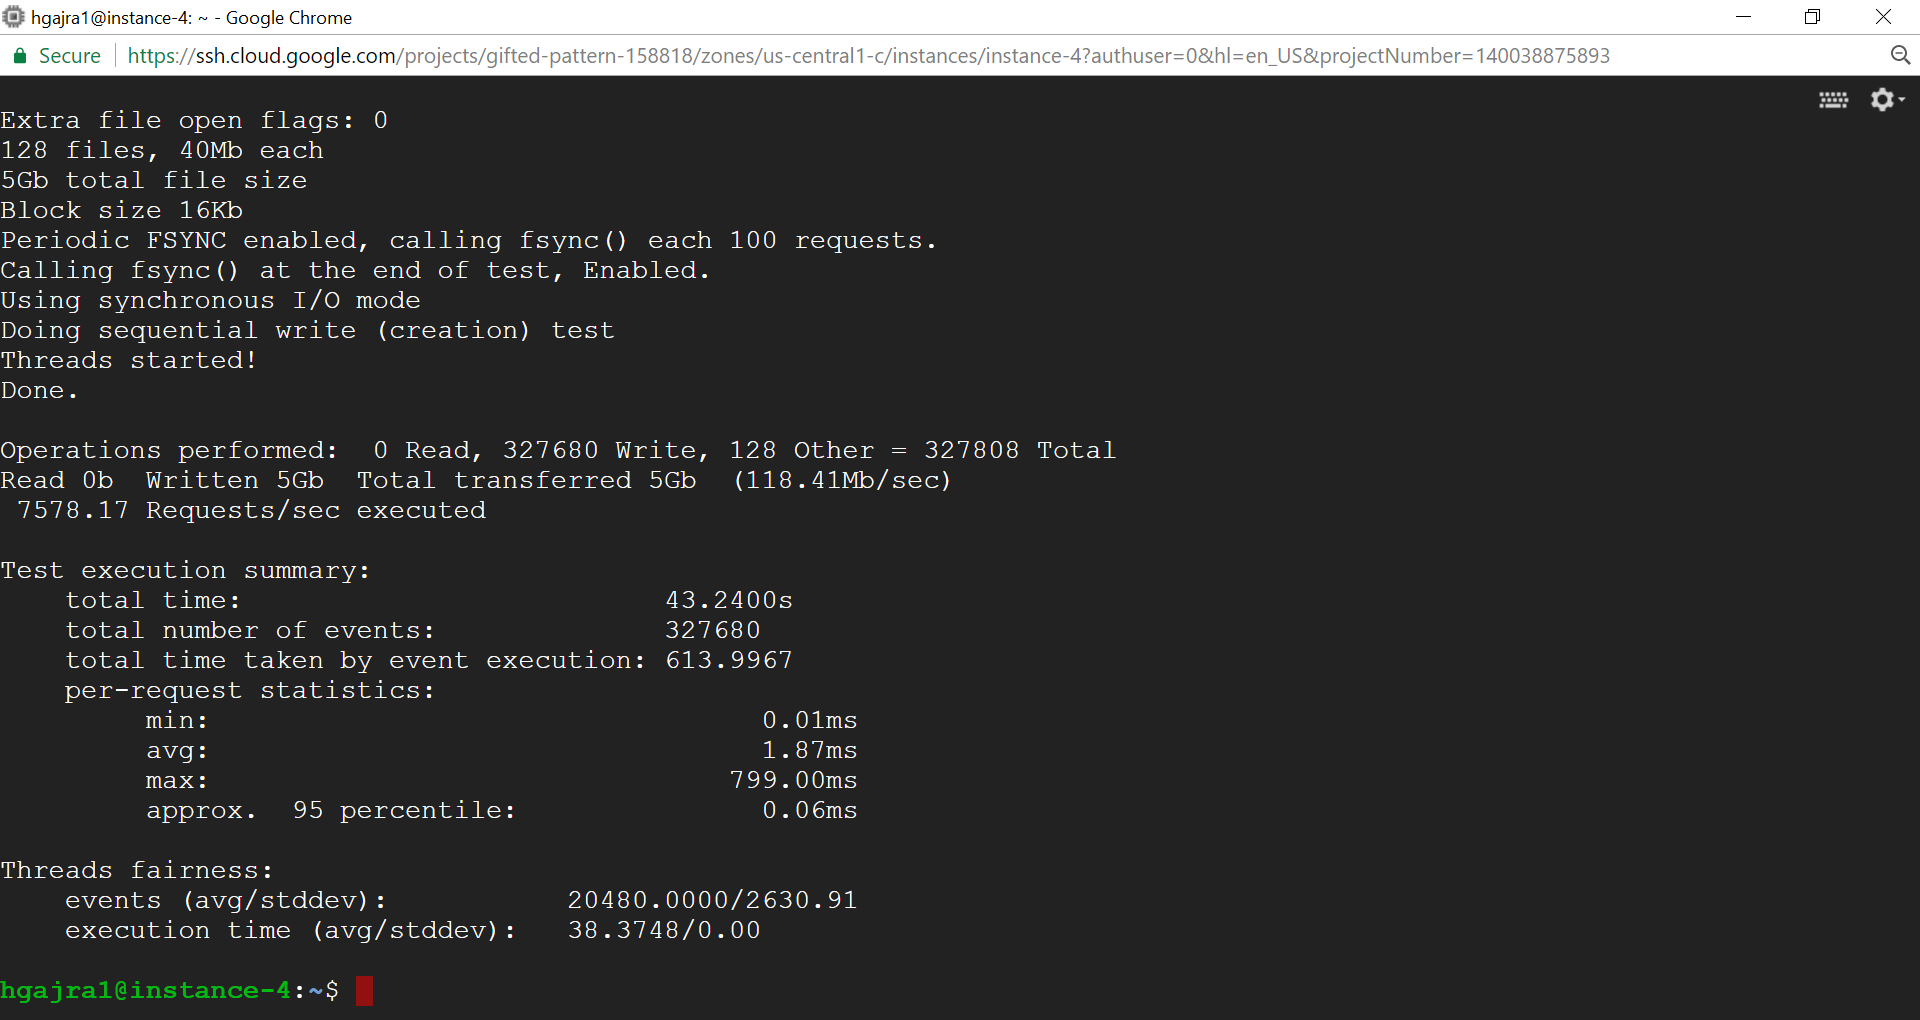 hgajra1@instance-4: ~ - Google Chrome
Secure https://ssh.cloud.google.com/projects/gifted-pattern-158818/zones/us-central1-c/instances/instance-4?authuser=0&hl=en_US&projectNumber=140038875893
Extra file open flags: 0
128 files, 40Mb each
5Gb total file size
Block size 16Kb
Periodic FSYNC enabled, calling fsync() each 100 requests.
Calling fsync() at the end of test, Enabled.
Using synchronous I/O mode
Doing sequential write (creation) test
Threads started!
Done.
Operations performed:  0 Read, 327680 Write, 128 Other = 327808 Total
Read 0b  Written 5Gb  Total transferred 5Gb  (118.41Mb/sec)
7578.17 Requests/sec executed
Test execution summary:
total time: 43.2400s
total number of events: 327680
total time taken by event execution: 613.9967
per-request statistics:
min: 0.01ms
avg: 1.87ms
max: 799.00ms
approx.  95 percentile: 0.06ms
Threads fairness:
events (avg/stddev): 20480.0000/2630.91
execution time (avg/stddev): 38.3748/0.00
hgajra1@instance-4:~$